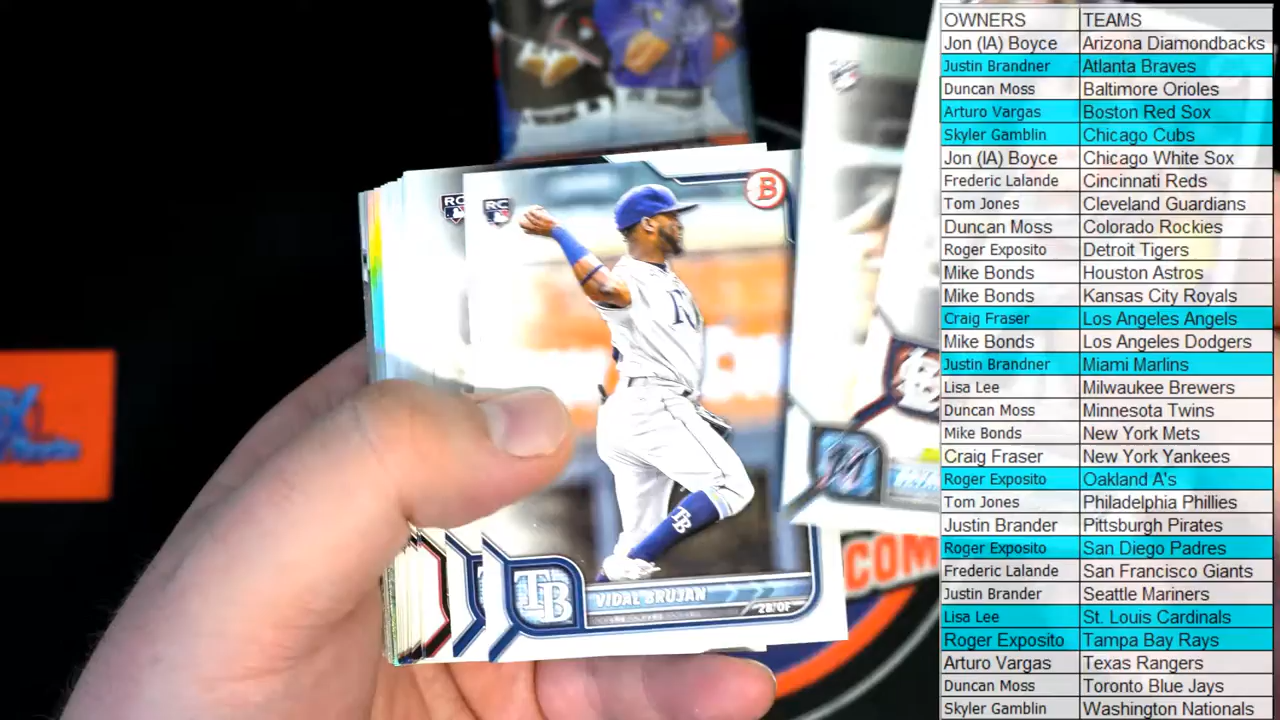 OWNERS TEAMS
Jon (IA) Boyce Arizona Diamondbacks
Justin Brandner Atlanta Braves
Duncan Moss Baltimore Orioles
Arturo Vargas Boston Red Sox
Skyler Gamblin Chicago Cubs
Jon (IA) Boyce Chicago White Sox
Frederic Lalande Cincinnati Reds
Tom Jones Cleveland Guardians
Duncan Moss Colorado Rockies
Roger Exposito Detroit Tigers
Mike Bonds Houston Astros
Mike Bonds Kansas City Royals
Craig Fraser Los Angeles Angels
Mike Bonds Los Angeles Dodgers
Justin Brandner Miami Marlins
Lisa Lee Milwaukee Brewers
Duncan Moss Minnesota Twins
Mike Bonds New York Mets
Craig Fraser New York Yankees
Roger Exposito Oakland A's
Tom Jones Philadelphia Phillies
Justin Brander Pittsburgh Pirates
Roger Exposito San Diego Padres
Frederic Lalande San Francisco Giants
Justin Brander Seattle Mariners
Lisa Lee St. Louis Cardinals
Roger Exposito Tampa Bay Rays
Arturo Vargas Texas Rangers
Duncan Moss Toronto Blue Jays
Skyler Gamblin Washington Nationals
RC
RC
B
TB
TB
VIDAL BRUJAN
2B/OF
COM